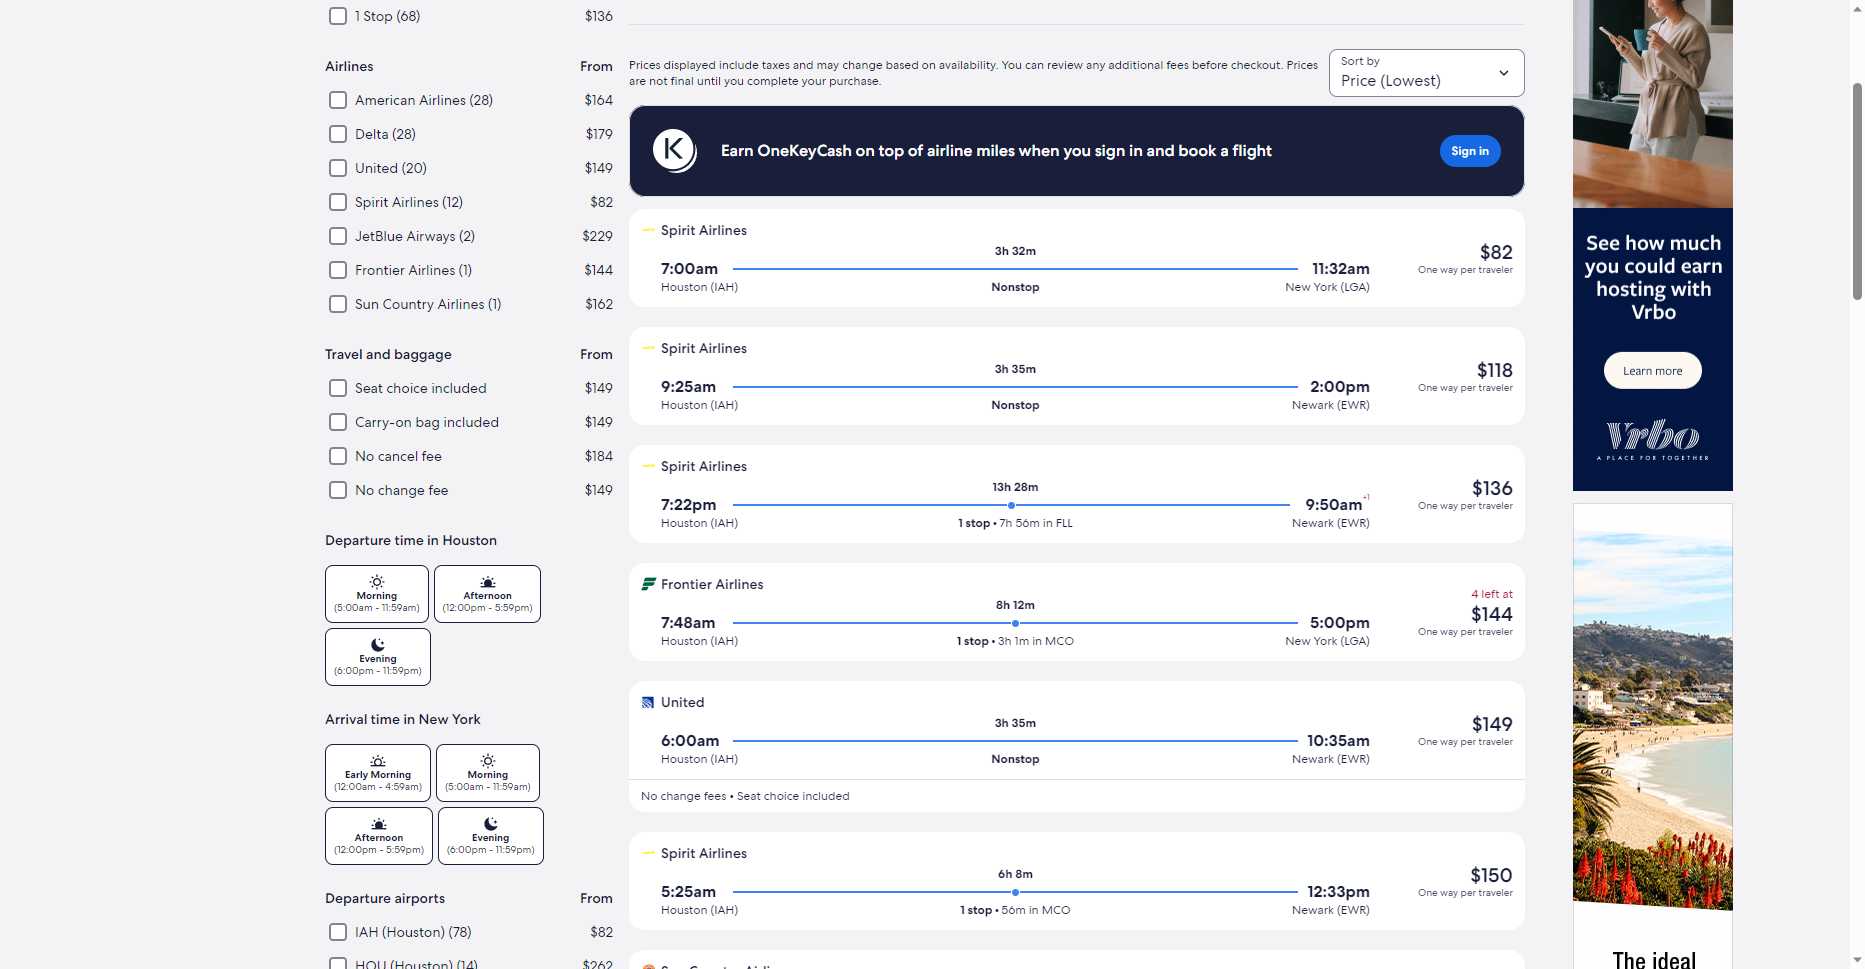 1 Stop (68) $136
Airlines From
American Airlines (28) $164
Delta (28) $179
United (20) $149
Spirit Airlines (12) $82
JetBlue Airways (2) $229
Frontier Airlines (1) $144
Sun Country Airlines (1) $162
Travel and baggage From
Seat choice included $149
Carry-on bag included $149
No cancel fee $184
No change fee $149
Departure time in Houston
Morning
(5:00am - 11:59am)
Afternoon
(12:00pm - 5:59pm)
Evening
(6:00pm - 11:59pm)
Arrival time in New York
Early Morning
(12:00am - 4:59am)
Morning
(5:00am - 11:59am)
Afternoon
(12:00pm - 5:59pm)
Evening
(6:00pm - 11:59pm)
Departure airports From
IAH (Houston) (78) $82
HOU (Houston) (14) $262
Prices displayed include taxes and may change based on availability. You can review any additional fees before checkout. Prices
are not final until you complete your purchase.
Sort by
Price (Lowest)
K
Earn OneKeyCash on top of airline miles when you sign in and book a flight
Sign in
Spirit Airlines
3h 32m
$82
7:00am 11:32am
One way per traveler
Houston (IAH) Nonstop New York (LGA)
Spirit Airlines
3h 35m
$118
9:25am 2:00pm
One way per traveler
Houston (IAH) Nonstop Newark (EWR)
Spirit Airlines
13h 28m
$136
7:22pm 9:50am+1
One way per traveler
Houston (IAH) 1 stop • 7h 56m in FLL Newark (EWR)
Frontier Airlines
4 left at
8h 12m
$144
7:48am 5:00pm
One way per traveler
Houston (IAH) 1 stop • 3h 1m in MCO New York (LGA)
United
3h 35m
$149
6:00am 10:35am
One way per traveler
Houston (IAH) Nonstop Newark (EWR)
No change fees • Seat choice included
Spirit Airlines
6h 8m
$150
5:25am 12:33pm
One way per traveler
Houston (IAH) 1 stop • 56m in MCO Newark (EWR)
See how much
you could earn
hosting with
Vrbo
Learn more
Vrbo
A PLACE FOR TOGETHER
The ideal